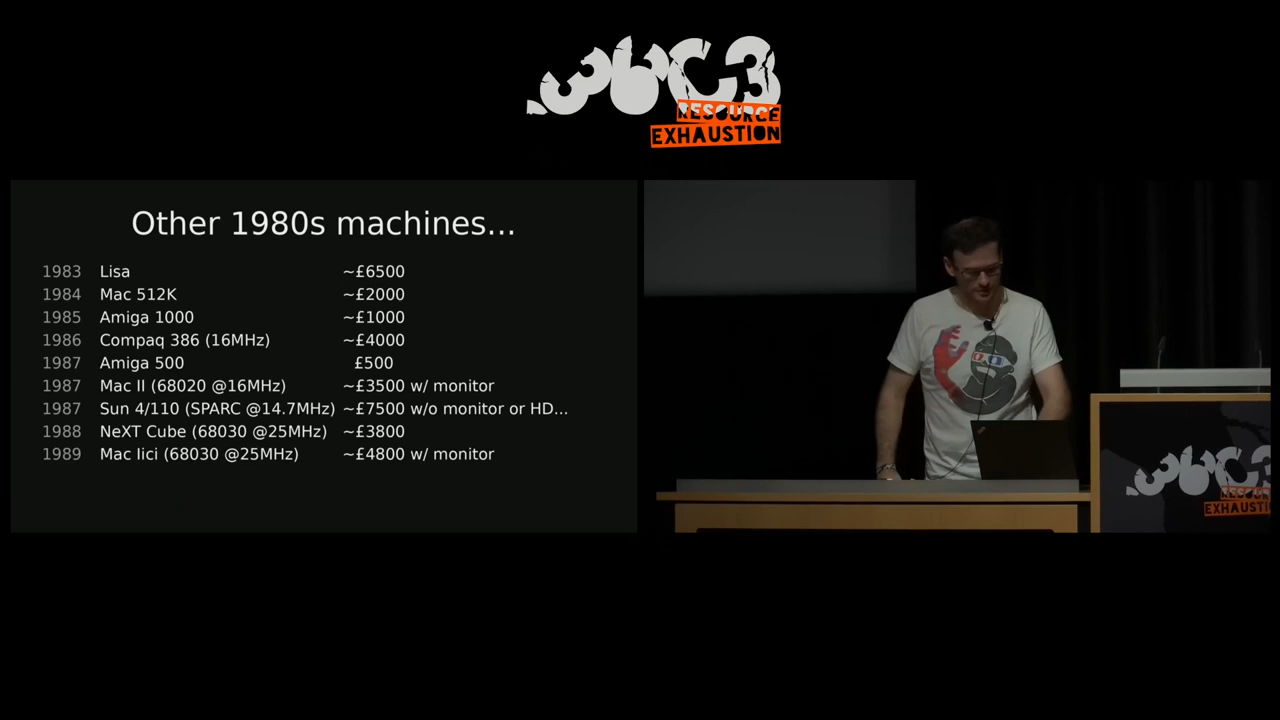 36C3
RESOURCE
EXHAUSTION
Other 1980s machines...
1983 Lisa ~£6500
1984 Mac 512K ~£2000
1985 Amiga 1000 ~£1000
1986 Compaq 386 (16MHz) ~£4000
1987 Amiga 500 £500
1987 Mac II (68020 @16MHz) ~£3500 w/ monitor
1987 Sun 4/110 (SPARC @14.7MHz) ~£7500 w/o monitor or HD...
1988 NeXT Cube (68030 @25MHz) ~£3800
1989 Mac Iici (68030 @25MHz) ~£4800 w/ monitor
36C3
RESOUR
EXHAUSTI